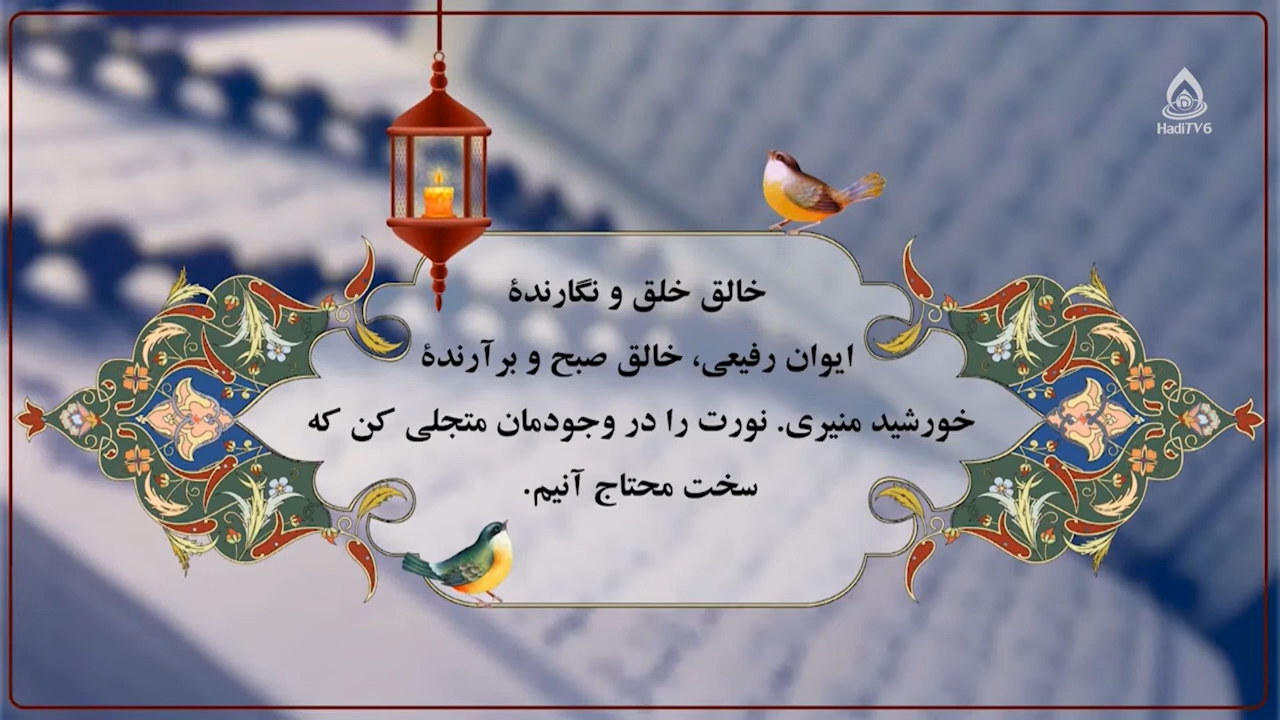 HadiTV6
خالق خلق و نگارندهٔ
ایوان رفیعی، خالق صبح و برآرندهٔ
خورشید منیری. نورت را در وجودمان متجلی کن که
سخت محتاج آنیم.